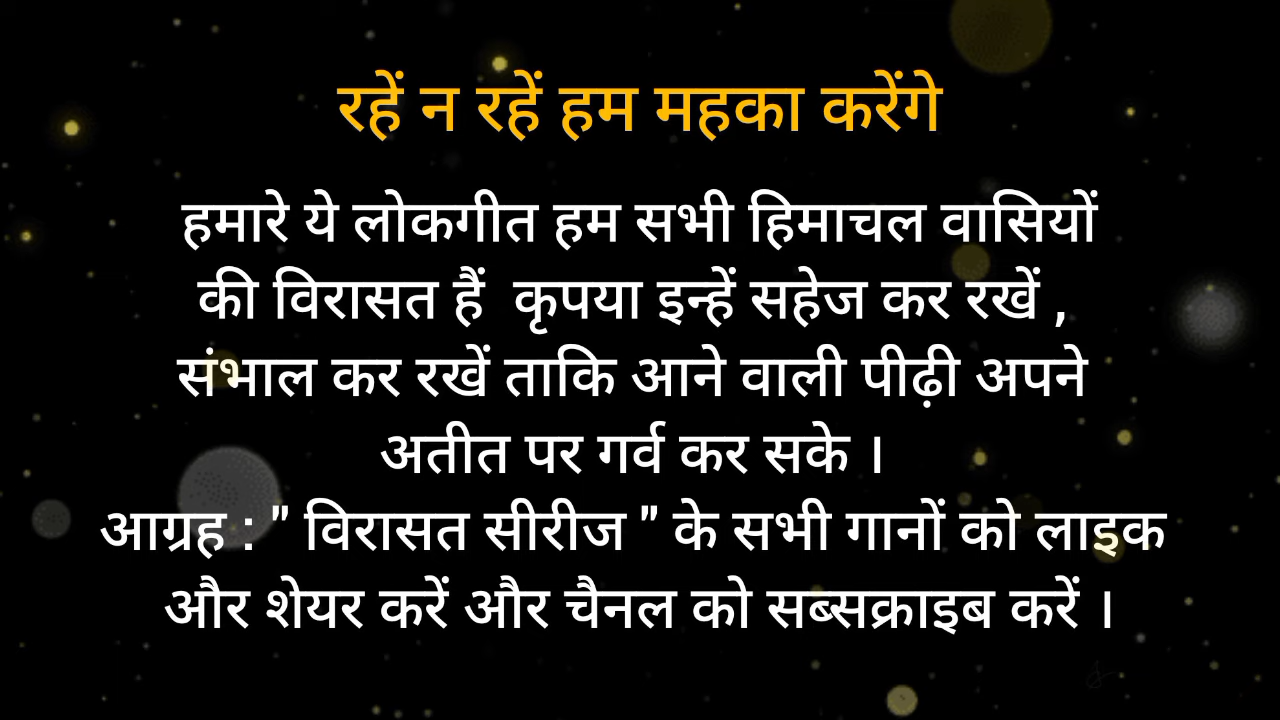 रहें न रहें हम महका करेंगे
हमारे ये लोकगीत हम सभी हिमाचल वासियों
की विरासत हैं  कृपया इन्हें सहेज कर रखें ,
संभाल कर रखें ताकि आने वाली पीढ़ी अपने
अतीत पर गर्व कर सके ।
आग्रह : " विरासत सीरीज " के सभी गानों को लाइक
और शेयर करें और चैनल को सब्सक्राइब करें ।